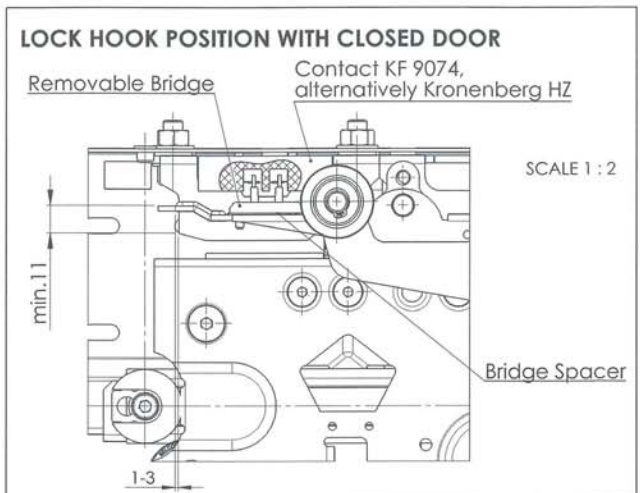 LOCK HOOK POSITION WITH CLOSED DOOR
Removable Bridge
Contact KF 9074,
alternatively Kronenberg HZ
SCALE 1 : 2
min.11
Bridge Spacer
1-3